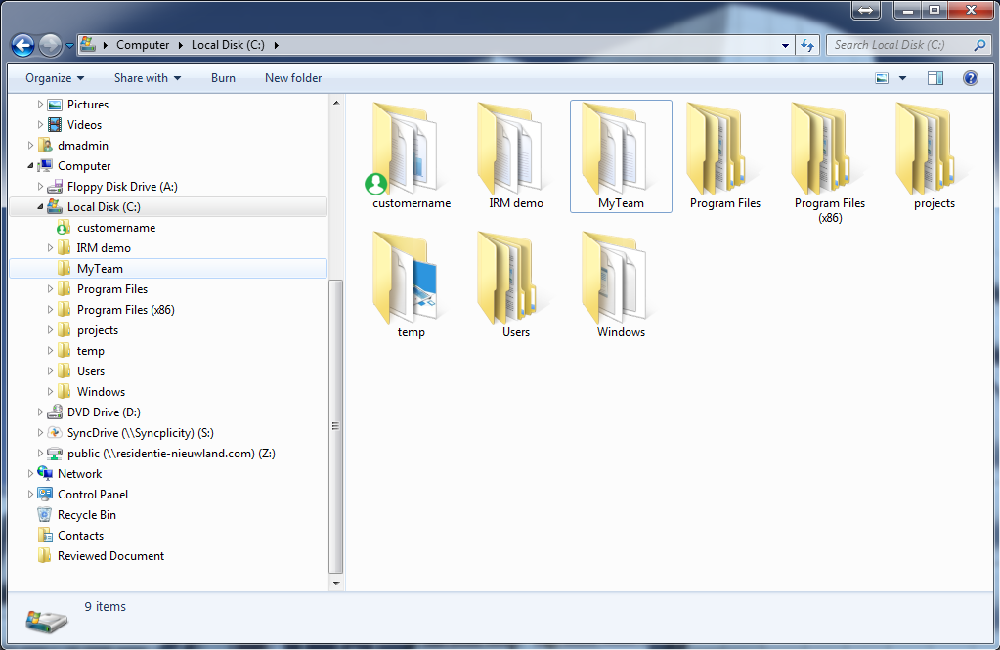 Computer Local Disk (C:)
Search Local Disk (C:)
Organize Share with Burn New folder
Pictures
Videos
dmadmin
Computer
Floppy Disk Drive (A:)
Local Disk (C:)
customername
IRM demo
MyTeam
Program Files
Program Files (x86)
projects
temp
Users
Windows
DVD Drive (D:)
SyncDrive (\\Syncplicity) (S:)
public (\\residentie-nieuwland.com) (Z:)
Network
Control Panel
Recycle Bin
Contacts
Reviewed Document
customername IRM demo MyTeam Program Files Program Files projects
(x86)
temp Users Windows
9 items